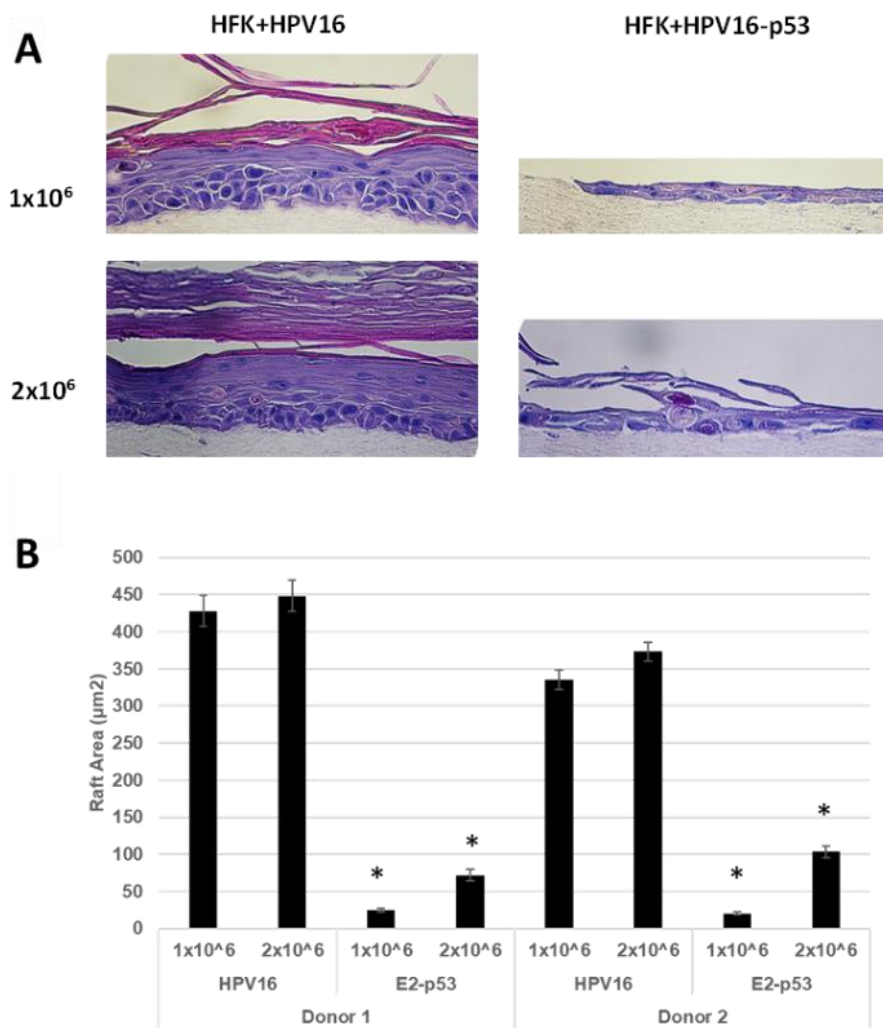 HFK+HPV16 HFK+HPV16-p53
A
1x10⁶
2x10⁶
B
500
450
400
350
300
250
200
150
100
50
0
Raft Area (µm2)
* * * *
1x10^6 2x10^6 1x10^6 2x10^6 1x10^6 2x10^6 1x10^6 2x10^6
HPV16 E2-p53 HPV16 E2-p53
Donor 1 Donor 2